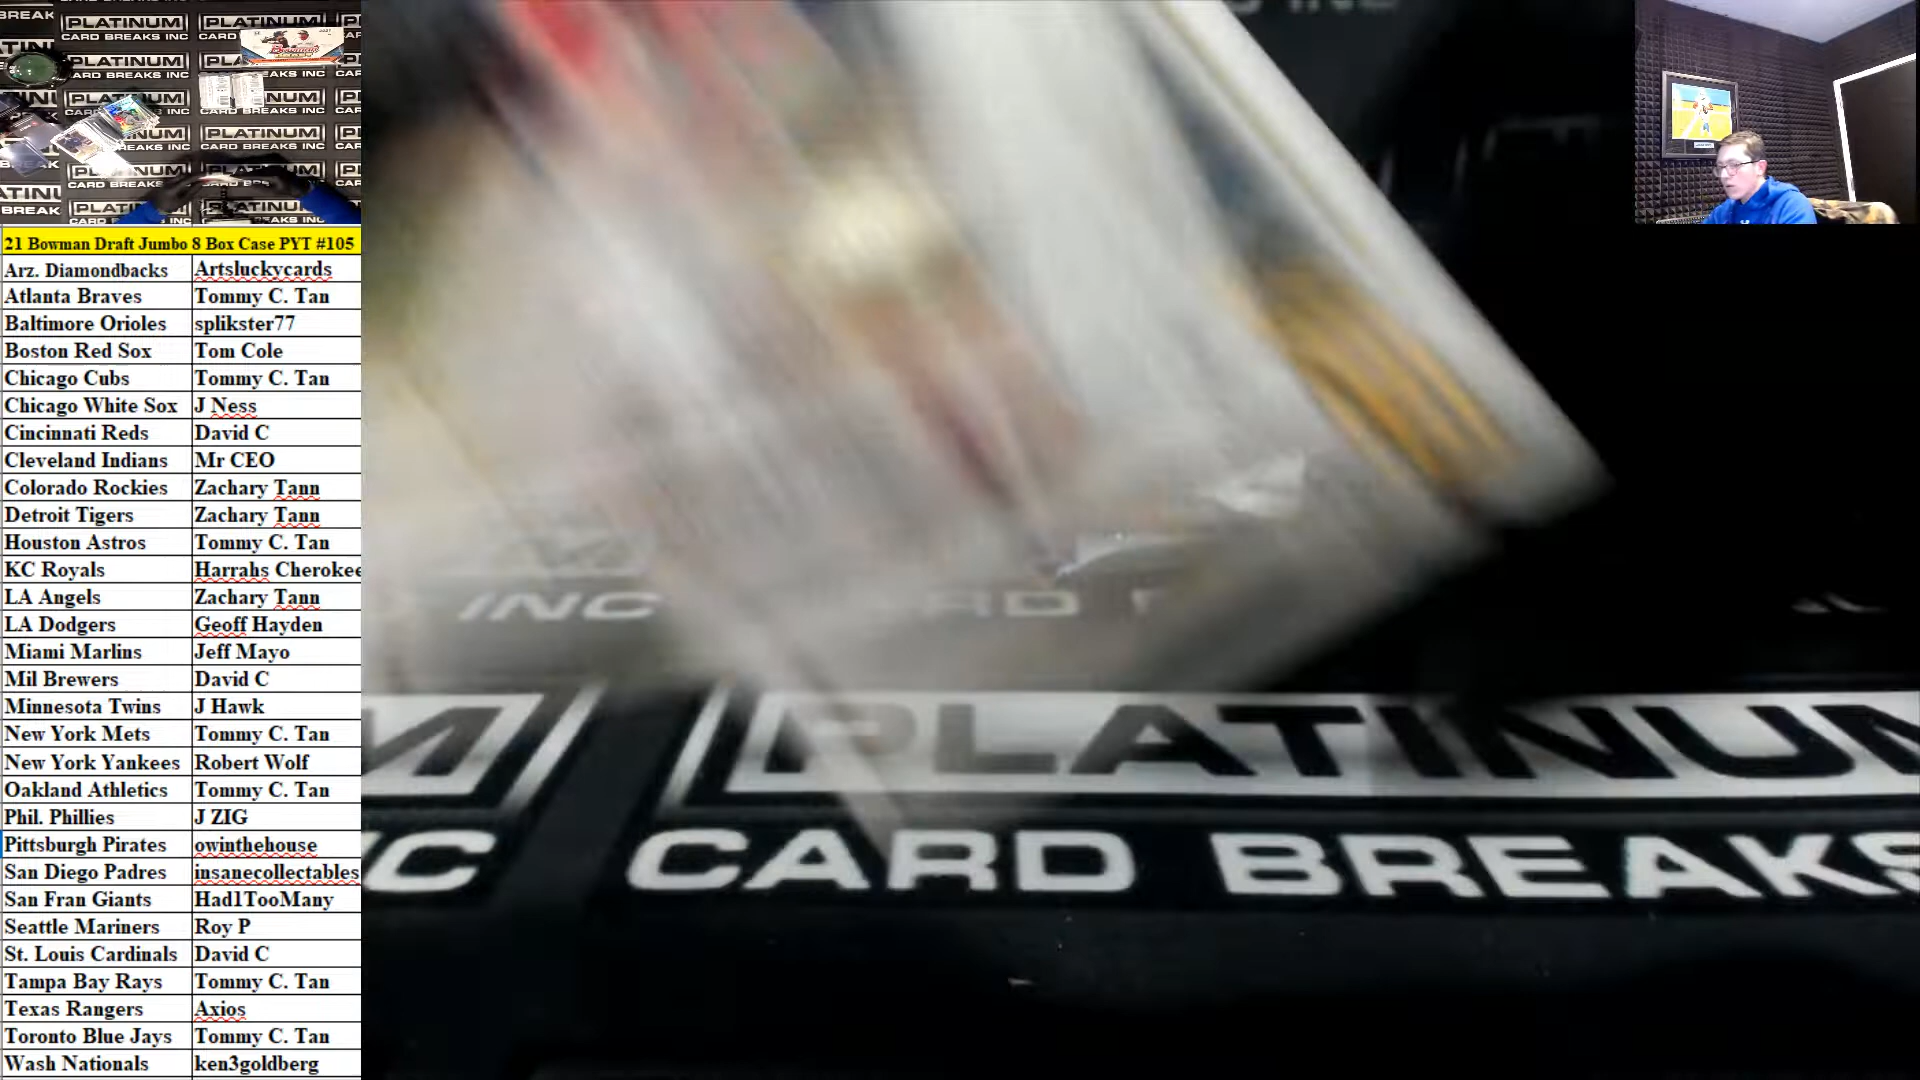 PLATINUM
CARD BREAKS INC
21 Bowman Draft Jumbo 8 Box Case PYT #105
Arz. Diamondbacks Artsluckycards
Atlanta Braves Tommy C. Tan
Baltimore Orioles splikster77
Boston Red Sox Tom Cole
Chicago Cubs Tommy C. Tan
Chicago White Sox J Ness
Cincinnati Reds David C
Cleveland Indians Mr CEO
Colorado Rockies Zachary Tann
Detroit Tigers Zachary Tann
Houston Astros Tommy C. Tan
KC Royals Harrahs Cherokee
LA Angels Zachary Tann
LA Dodgers Geoff Hayden
Miami Marlins Jeff Mayo
Mil Brewers David C
Minnesota Twins J Hawk
New York Mets Tommy C. Tan
New York Yankees Robert Wolf
Oakland Athletics Tommy C. Tan
Phil. Phillies J ZIG
Pittsburgh Pirates owinthehouse
San Diego Padres insanecollectables
San Fran Giants Had1TooMany
Seattle Mariners Roy P
St. Louis Cardinals David C
Tampa Bay Rays Tommy C. Tan
Texas Rangers Axios
Toronto Blue Jays Tommy C. Tan
Wash Nationals ken3goldberg
INC
PLATINUM
CARD BREAKS